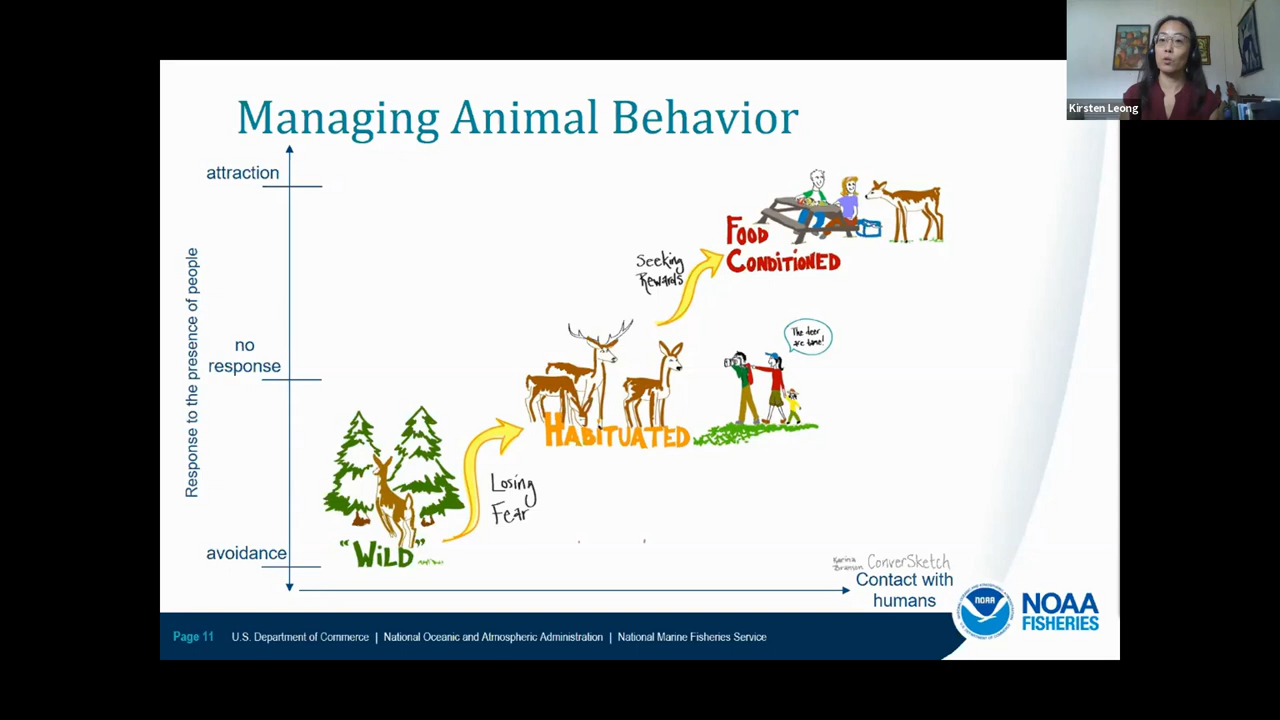 Kirsten Leong
Managing Animal Behavior
attraction
no
response
avoidance
Response to the presence of people
Food
Conditioned
Seeking
Rewards
The deer
are tame!
Habituated
Losing
Fear
"Wild"
Karina
Branson
ConverSketch
Contact with
humans
NOAA
NOAA
FISHERIES
Page 11
U.S. Department of Commerce | National Oceanic and Atmospheric Administration | National Marine Fisheries Service